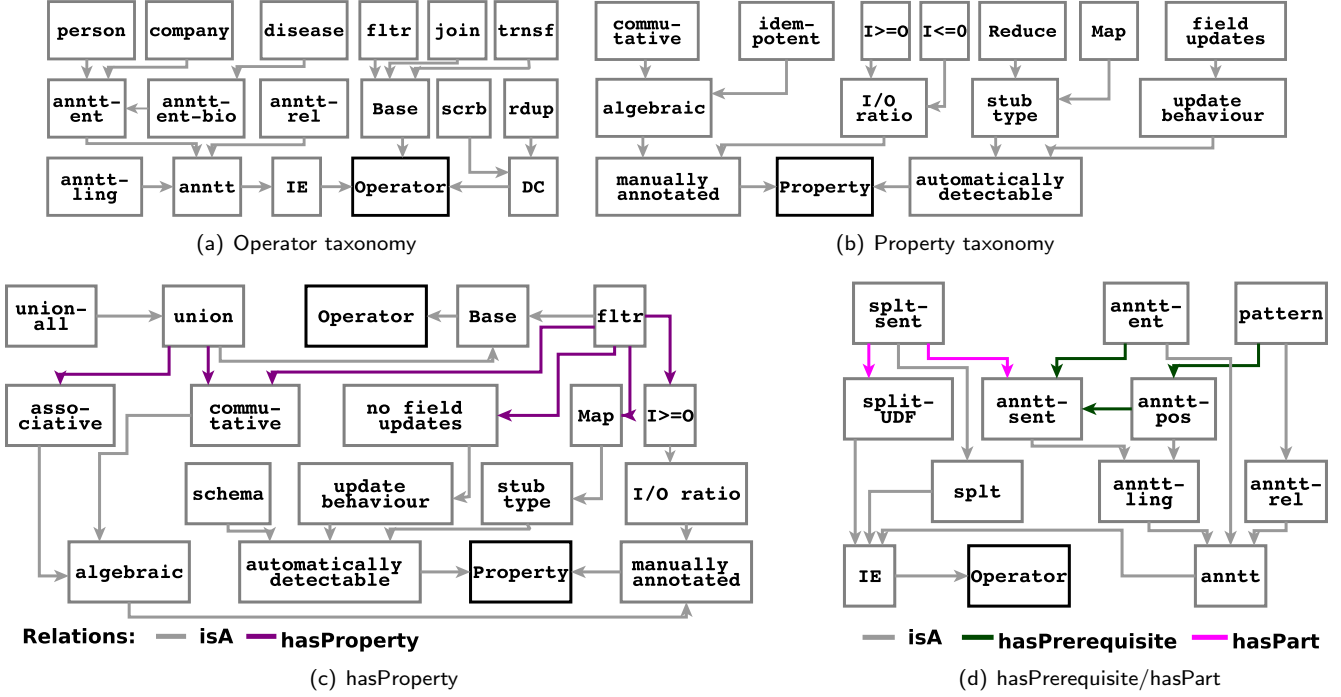 person company disease fltr join trnsf
anntt-
ent
anntt-
ent-bio
anntt-
rel
Base scrb rdup
anntt-
ling
anntt IE Operator DC
(a) Operator taxonomy
commu-
tative
idem-
potent
I>=O I<=0 Reduce Map
field
updates
algebraic
I/O
ratio
stub
type
update
behaviour
manually
annotated
Property
automatically
detectable
(b) Property taxonomy
union-
all
union Operator Base fltr
asso-
ciative
commu-
tative
no field
updates
Map I>=O
schema
update
behaviour
stub
type
I/O ratio
algebraic
automatically
detectable
Property
manually
annotated
Relations: isA hasProperty
(c) hasProperty
splt-
sent
anntt-
ent
pattern
split-
UDF
anntt-
sent
anntt-
pos
splt
anntt-
ling
anntt-
rel
IE Operator anntt
isA hasPrerequisite hasPart
(d) hasPrerequisite/hasPart